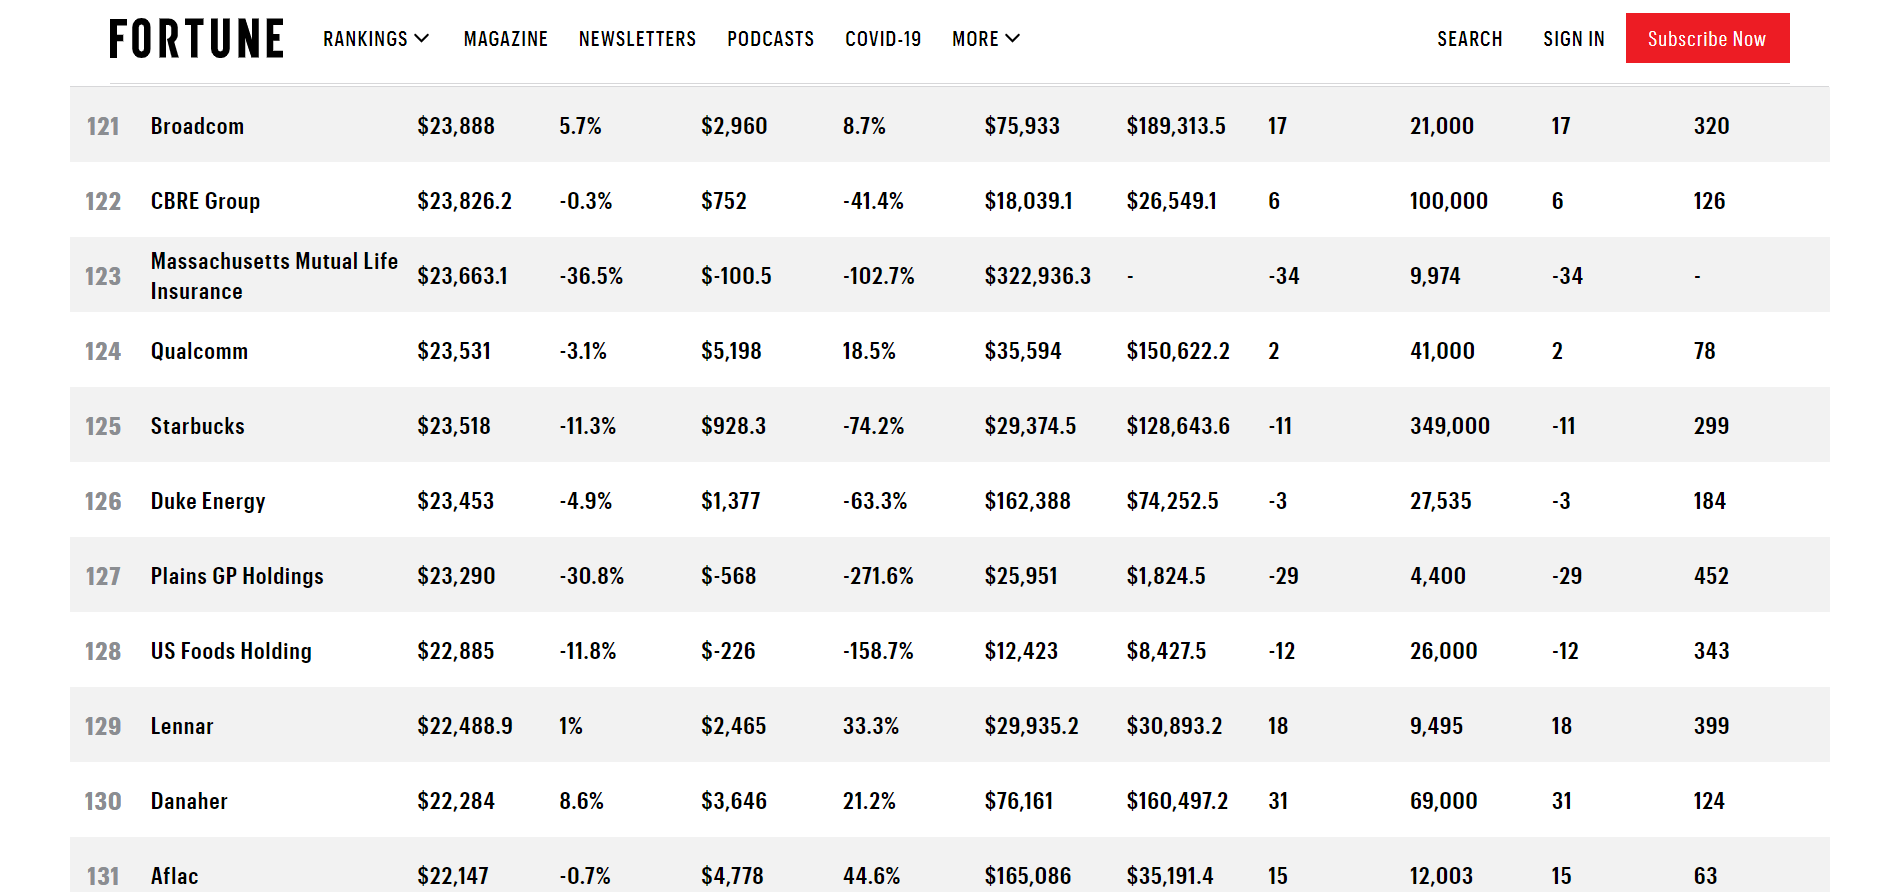 FORTUNE RANKINGS MAGAZINE NEWSLETTERS PODCASTS COVID-19 MORE SEARCH SIGN IN Subscribe Now
121 Broadcom $23,888 5.7% $2,960 8.7% $75,933 $189,313.5 17 21,000 17 320
122 CBRE Group $23,826.2 -0.3% $752 -41.4% $18,039.1 $26,549.1 6 100,000 6 126
Massachusetts Mutual Life
123 $23,663.1 -36.5% $-100.5 -102.7% $322,936.3 - -34 9,974 -34 -
Insurance
124 Qualcomm $23,531 -3.1% $5,198 18.5% $35,594 $150,622.2 2 41,000 2 78
125 Starbucks $23,518 -11.3% $928.3 -74.2% $29,374.5 $128,643.6 -11 349,000 -11 299
126 Duke Energy $23,453 -4.9% $1,377 -63.3% $162,388 $74,252.5 -3 27,535 -3 184
127 Plains GP Holdings $23,290 -30.8% $-568 -271.6% $25,951 $1,824.5 -29 4,400 -29 452
128 US Foods Holding $22,885 -11.8% $-226 -158.7% $12,423 $8,427.5 -12 26,000 -12 343
129 Lennar $22,488.9 1% $2,465 33.3% $29,935.2 $30,893.2 18 9,495 18 399
130 Danaher $22,284 8.6% $3,646 21.2% $76,161 $160,497.2 31 69,000 31 124
131 Aflac $22,147 -0.7% $4,778 44.6% $165,086 $35,191.4 15 12,003 15 63